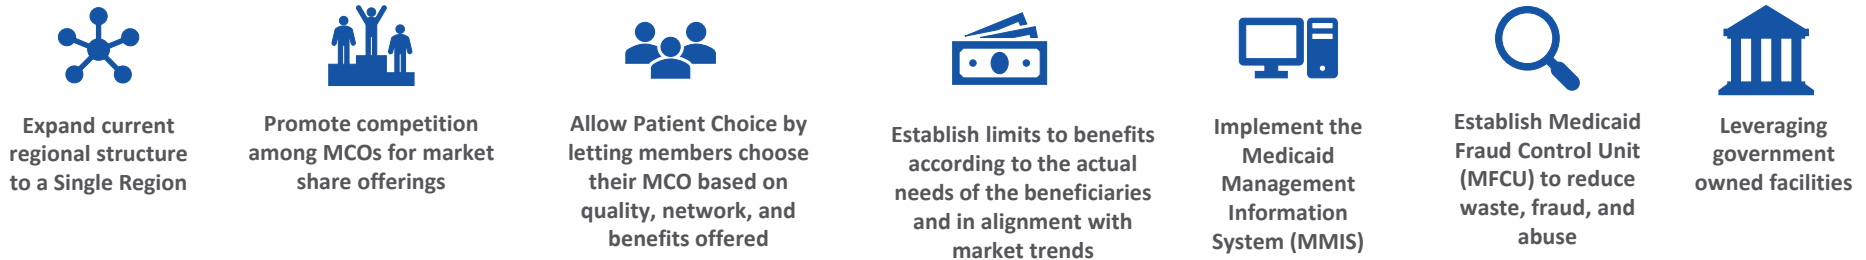 Expand current
regional structure
to a Single Region
Promote competition
among MCOs for market
share offerings
Allow Patient Choice by
letting members choose
their MCO based on
quality, network, and
benefits offered
Establish limits to benefits
according to the actual
needs of the beneficiaries
and in alignment with
market trends
Implement the
Medicaid
Management
Information
System (MMIS)
Establish Medicaid
Fraud Control Unit
(MFCU) to reduce
waste, fraud, and
abuse
Leveraging
government
owned facilities